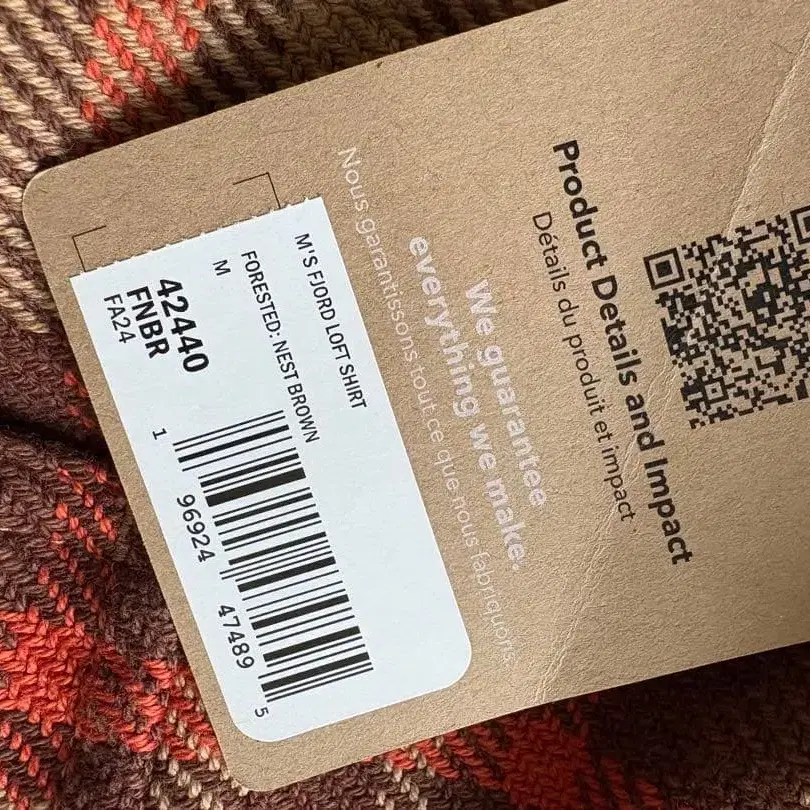 Product Details and Impact
Détails du produit et impact
We guarantee
everything we make.
Nous garantissons tout ce que nous fabriquons.
M'S FJORD LOFT SHIRT
FORESTED: NEST BROWN
M
42440
FNBR
FA24
1 96924 47489 5